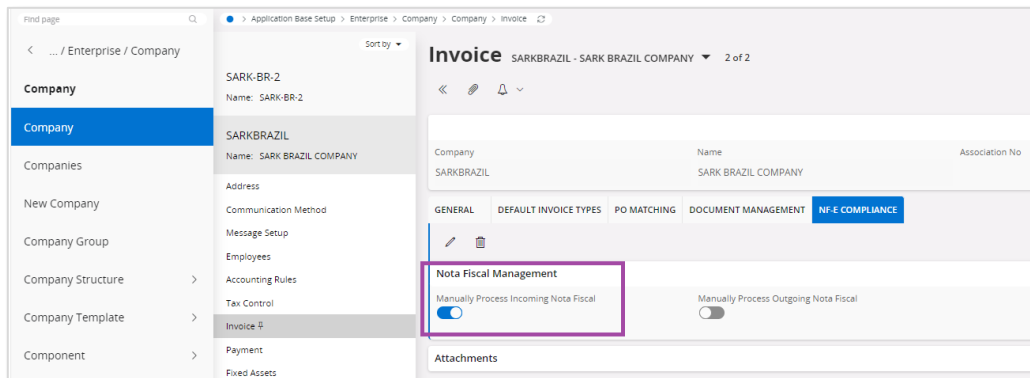 Find page
> Application Base Setup > Enterprise > Company > Company > Invoice
< ... / Enterprise / Company
Company
Company
Companies
New Company
Company Group
Company Structure >
Company Template >
Component >
Sort by
SARK-BR-2
Name: SARK-BR-2
SARKBRAZIL
Name: SARK BRAZIL COMPANY
Address
Communication Method
Message Setup
Employees
Accounting Rules
Tax Control
Invoice
Payment
Fixed Assets
Invoice SARKBRAZIL - SARK BRAZIL COMPANY 2 of 2
Company Name Association No
SARKBRAZIL SARK BRAZIL COMPANY
GENERAL DEFAULT INVOICE TYPES PO MATCHING DOCUMENT MANAGEMENT NF-E COMPLIANCE
Nota Fiscal Management
Manually Process Incoming Nota Fiscal Manually Process Outgoing Nota Fiscal
Attachments